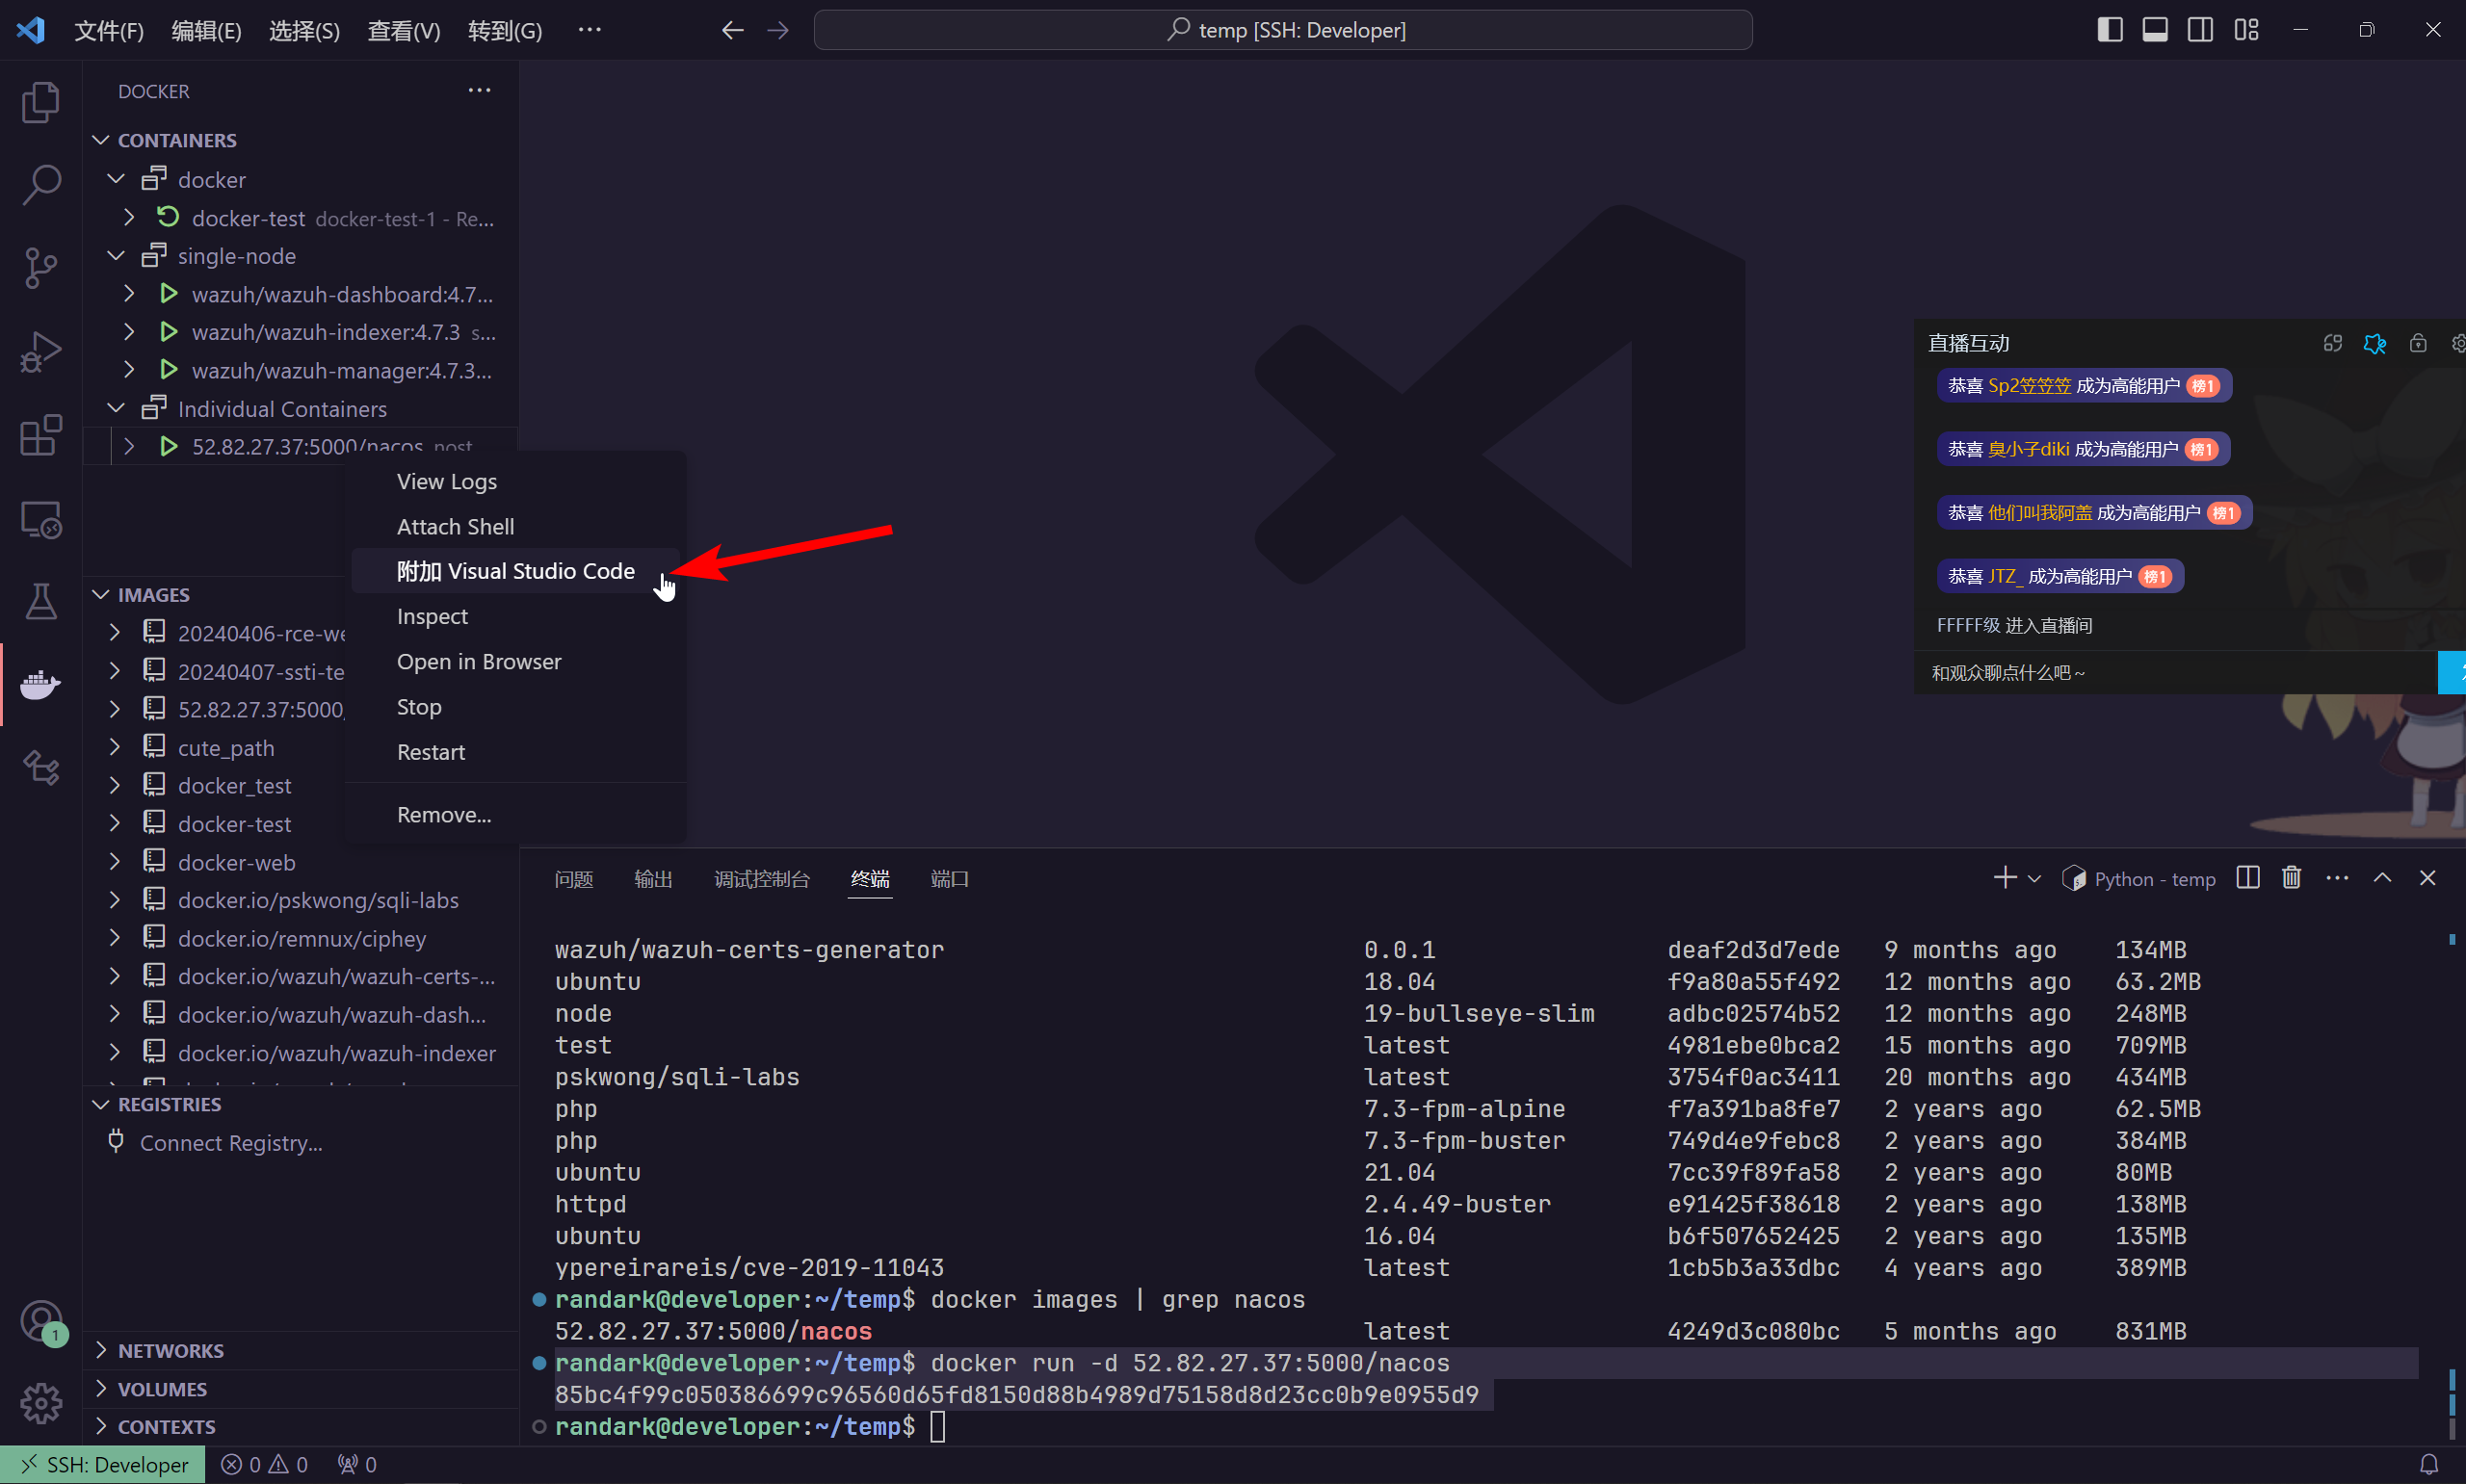 文件(F) 编辑(E) 选择(S) 查看(V) 转到(G) ··· temp [SSH: Developer]
DOCKER
CONTAINERS
docker
docker-test docker-test-1 - Re...
single-node
wazuh/wazuh-dashboard:4.7...
wazuh/wazuh-indexer:4.7.3 s...
wazuh/wazuh-manager:4.7.3...
Individual Containers
52.82.27.37:5000/nacos nost
View Logs
Attach Shell
附加 Visual Studio Code
Inspect
Open in Browser
Stop
Restart
Remove...
IMAGES
20240406-rce-we
20240407-ssti-te
52.82.27.37:5000/
cute_path
docker_test
docker-test
docker-web
docker.io/pskwong/sqli-labs
docker.io/remnux/ciphey
docker.io/wazuh/wazuh-certs-...
docker.io/wazuh/wazuh-dash...
docker.io/wazuh/wazuh-indexer
REGISTRIES
Connect Registry...
NETWORKS
VOLUMES
CONTEXTS
直播互动
恭喜 Sp2笠笠笠 成为高能用户 榜1
恭喜 臭小子diki 成为高能用户 榜1
恭喜 他们叫我阿盖 成为高能用户 榜1
恭喜 JTZ_ 成为高能用户 榜1
FFFFF级 进入直播间
和观众聊点什么吧 ~
问题 输出 调试控制台 终端 端口 Python - temp
wazuh/wazuh-certs-generator 0.0.1 deaf2d3d7ede 9 months ago 134MB
ubuntu 18.04 f9a80a55f492 12 months ago 63.2MB
node 19-bullseye-slim adbc02574b52 12 months ago 248MB
test latest 4981ebe0bca2 15 months ago 709MB
pskwong/sqli-labs latest 3754f0ac3411 20 months ago 434MB
php 7.3-fpm-alpine f7a391ba8fe7 2 years ago 62.5MB
php 7.3-fpm-buster 749d4e9febc8 2 years ago 384MB
ubuntu 21.04 7cc39f89fa58 2 years ago 80MB
httpd 2.4.49-buster e91425f38618 2 years ago 138MB
ubuntu 16.04 b6f507652425 2 years ago 135MB
ypereirareis/cve-2019-11043 latest 1cb5b3a33dbc 4 years ago 389MB
randark@developer:~/temp$ docker images | grep nacos
52.82.27.37:5000/nacos latest 4249d3c080bc 5 months ago 831MB
randark@developer:~/temp$ docker run -d 52.82.27.37:5000/nacos
85bc4f99c050386699c96560d65fd8150d88b4989d75158d8d23cc0b9e0955d9
randark@developer:~/temp$
1
SSH: Developer 0 0 0